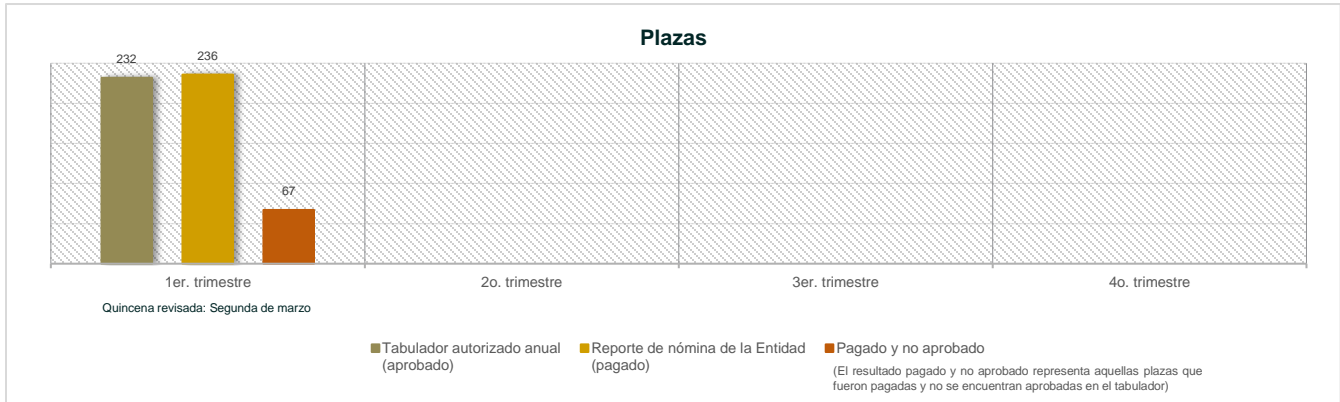 Plazas
232
236
67
1er. trimestre
2o. trimestre
3er. trimestre
4o. trimestre
Quincena revisada: Segunda de marzo
Tabulador autorizado anual
(aprobado)
Reporte de nómina de la Entidad
(pagado)
Pagado y no aprobado
(El resultado pagado y no aprobado representa aquellas plazas que
fueron pagadas y no se encuentran aprobadas en el tabulador)